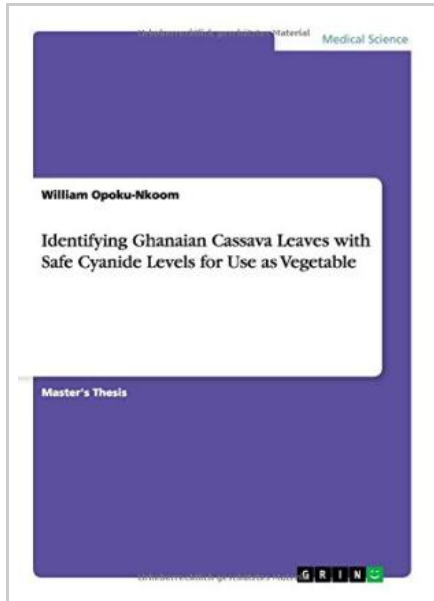 Material
Medical Science
William Opoku-Nkoom
Identifying Ghanaian Cassava Leaves with
Safe Cyanide Levels for Use as Vegetable
Master's Thesis
GRIN